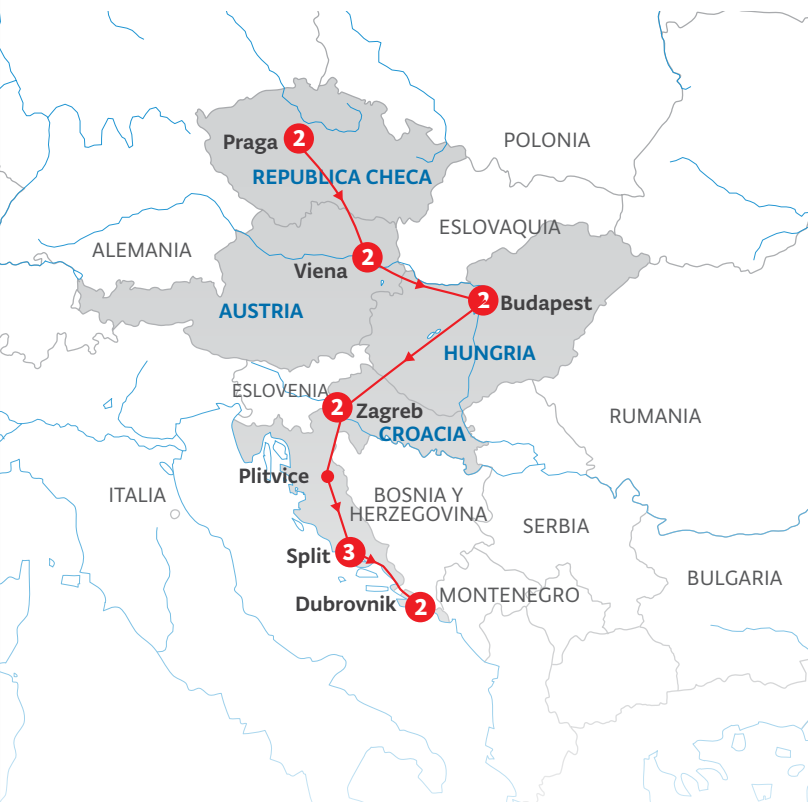 POLONIA
Praga 2
REPUBLICA CHECA
ESLOVAQUIA
ALEMANIA
Viena 2
2 Budapest
AUSTRIA
HUNGRIA
ESLOVENIA
2 Zagreb
RUMANIA
CROACIA
Plitvice
ITALIA
BOSNIA Y
HERZEGOVINA
SERBIA
Split 3
BULGARIA
MONTENEGRO
Dubrovnik 2